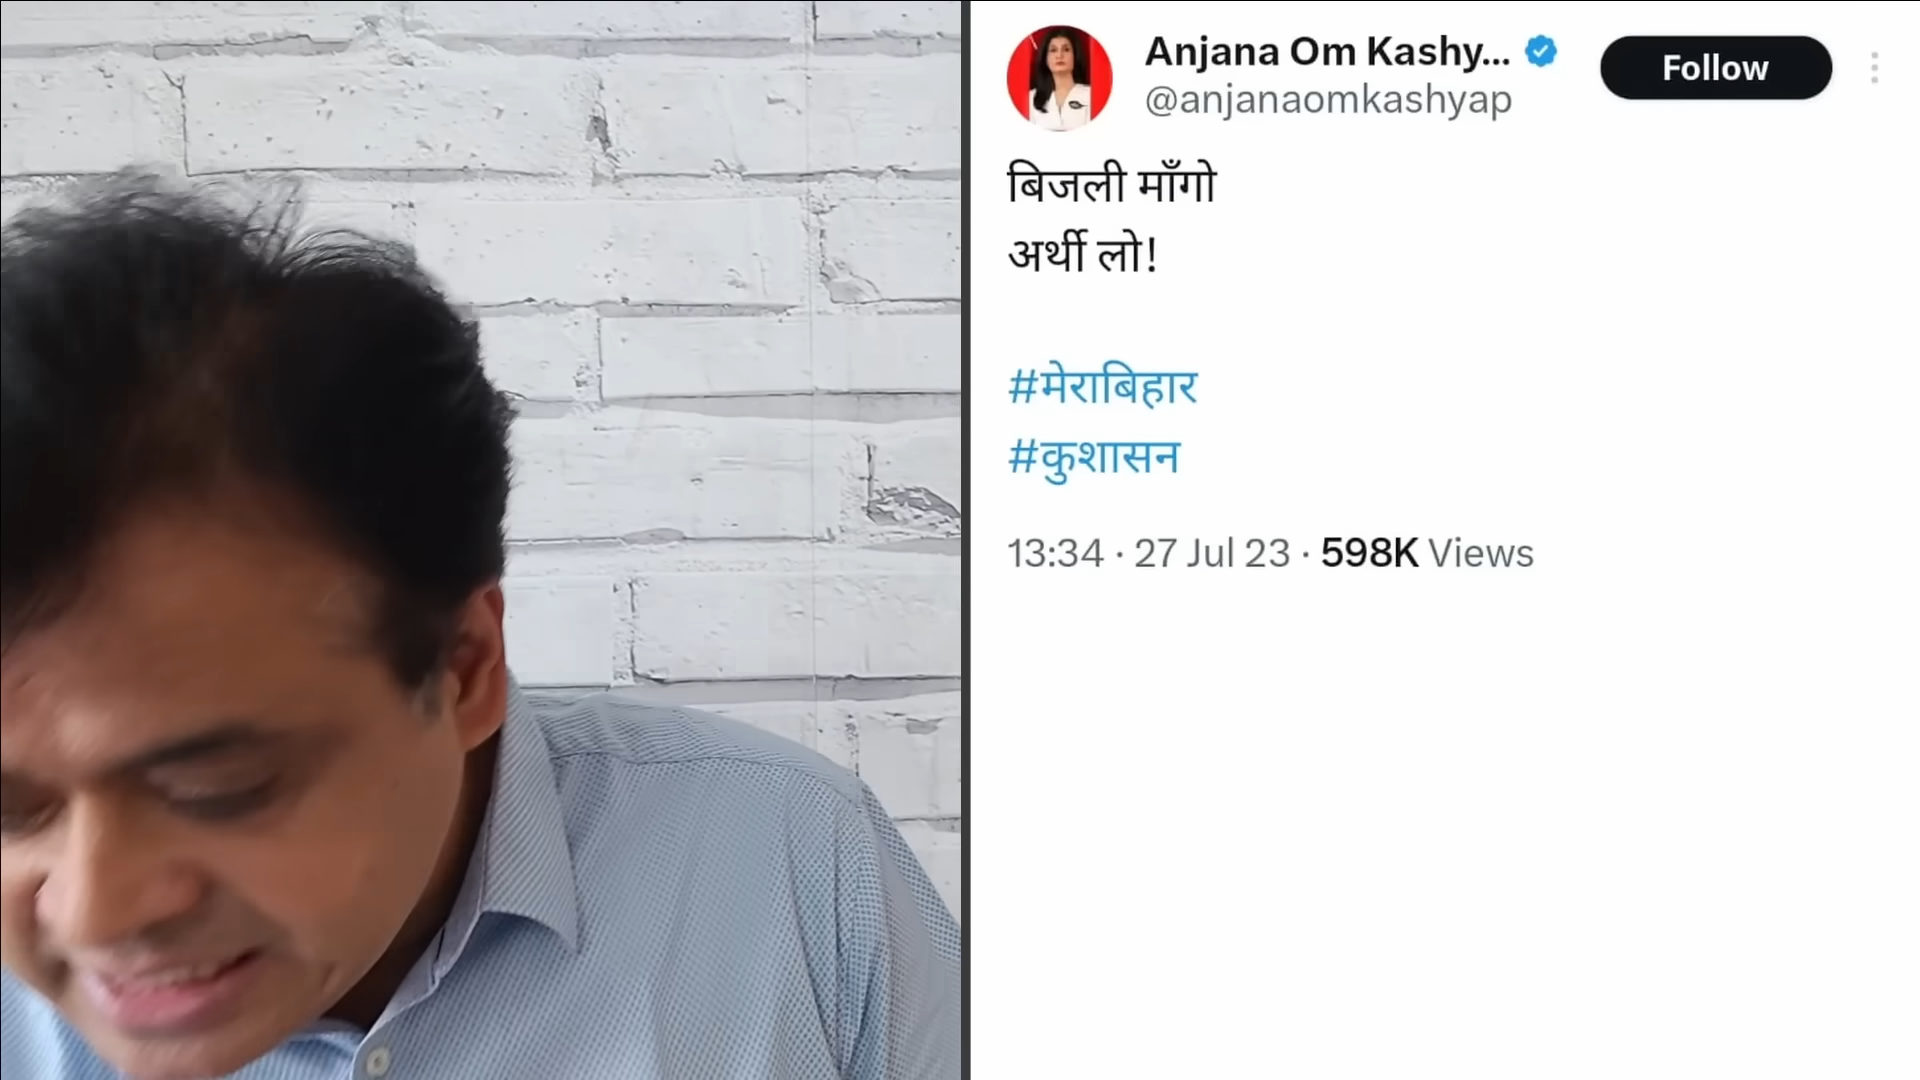 Anjana Om Kashy...
Follow
@anjanaomkashyap
बिजली माँगो
अर्थी लो!
#मेराबिहार
#कुशासन
13:34 · 27 Jul 23 · 598K Views